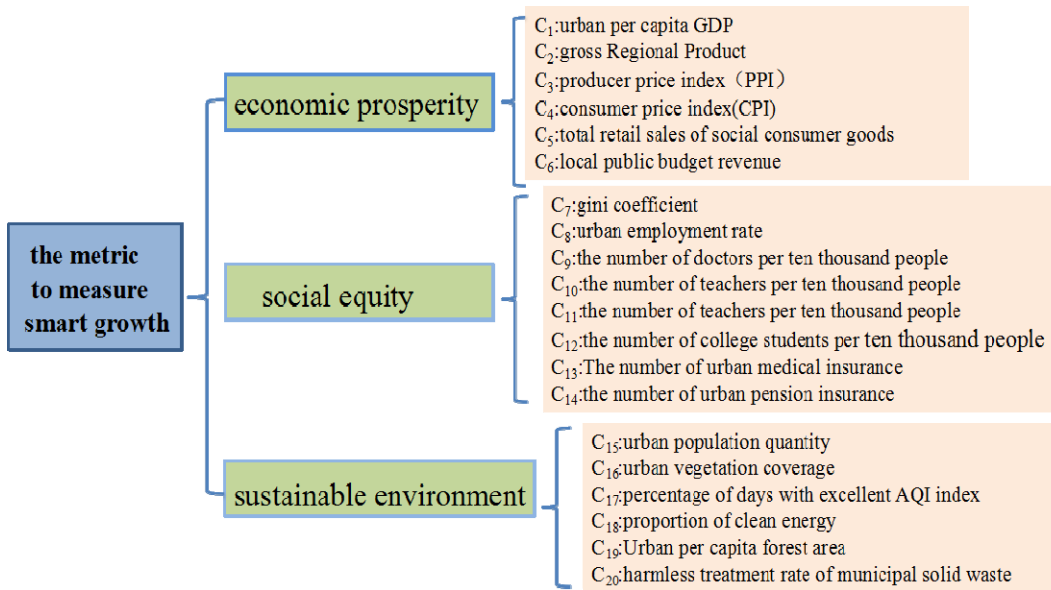 the metric
to measure
smart growth
economic prosperity
C₁:urban per capita GDP
C₂:gross Regional Product
C₃:producer price index（PPI）
C₄:consumer price index(CPI)
C₅:total retail sales of social consumer goods
C₆:local public budget revenue
social equity
C₇:gini coefficient
C₈:urban employment rate
C₉:the number of doctors per ten thousand people
C₁₀:the number of teachers per ten thousand people
C₁₁:the number of teachers per ten thousand people
C₁₂:the number of college students per ten thousand people
C₁₃:The number of urban medical insurance
C₁₄:the number of urban pension insurance
sustainable environment
C₁₅:urban population quantity
C₁₆:urban vegetation coverage
C₁₇:percentage of days with excellent AQI index
C₁₈:proportion of clean energy
C₁₉:Urban per capita forest area
C₂₀:harmless treatment rate of municipal solid waste